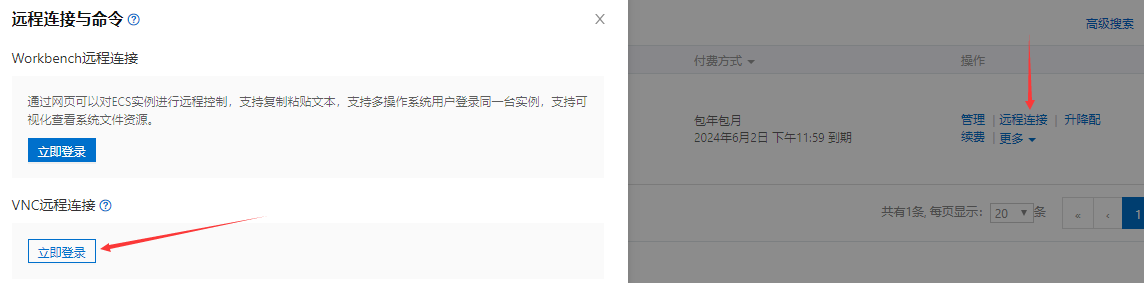 远程连接与命令
X
Workbench远程连接
通过网页可以对ECS实例进行远程控制，支持复制粘贴文本，支持多操作系统用户登录同一台实例，支持可
视化查看系统文件资源。
立即登录
VNC远程连接
立即登录
高级搜索
付费方式 操作
包年包月
2024年6月2日 下午11:59 到期
管理 | 远程连接 | 升降配
续费 | 更多
共有1条, 每页显示： 20 条 « ‹ 1